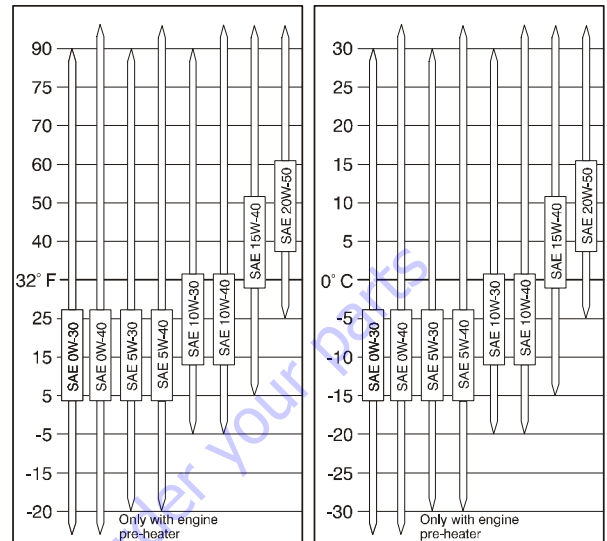 90
75
70
60
50
40
32° F
25
15
5
-5
-15
-20
SAE 0W-30
SAE 0W-40
SAE 5W-30
SAE 5W-40
SAE 10W-30
SAE 10W-40
SAE 15W-40
SAE 20W-50
Only with engine
pre-heater
30
25
20
15
10
5
0° C
-5
-10
-15
-20
-25
-30
SAE 0W-30
SAE 0W-40
SAE 5W-30
SAE 5W-40
SAE 10W-30
SAE 10W-40
SAE 15W-40
SAE 20W-50
Only with engine
pre-heater
order your parts